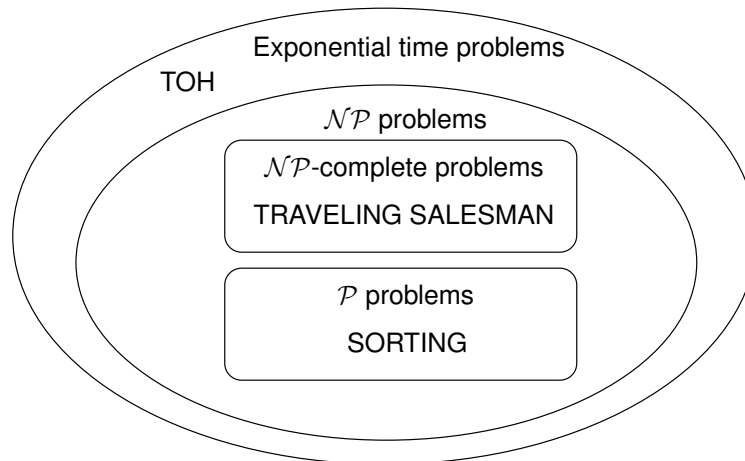 Exponential time problems
TOH
𝒩𝒫 problems
𝒩𝒫-complete problems
TRAVELING SALESMAN
𝒫 problems
SORTING